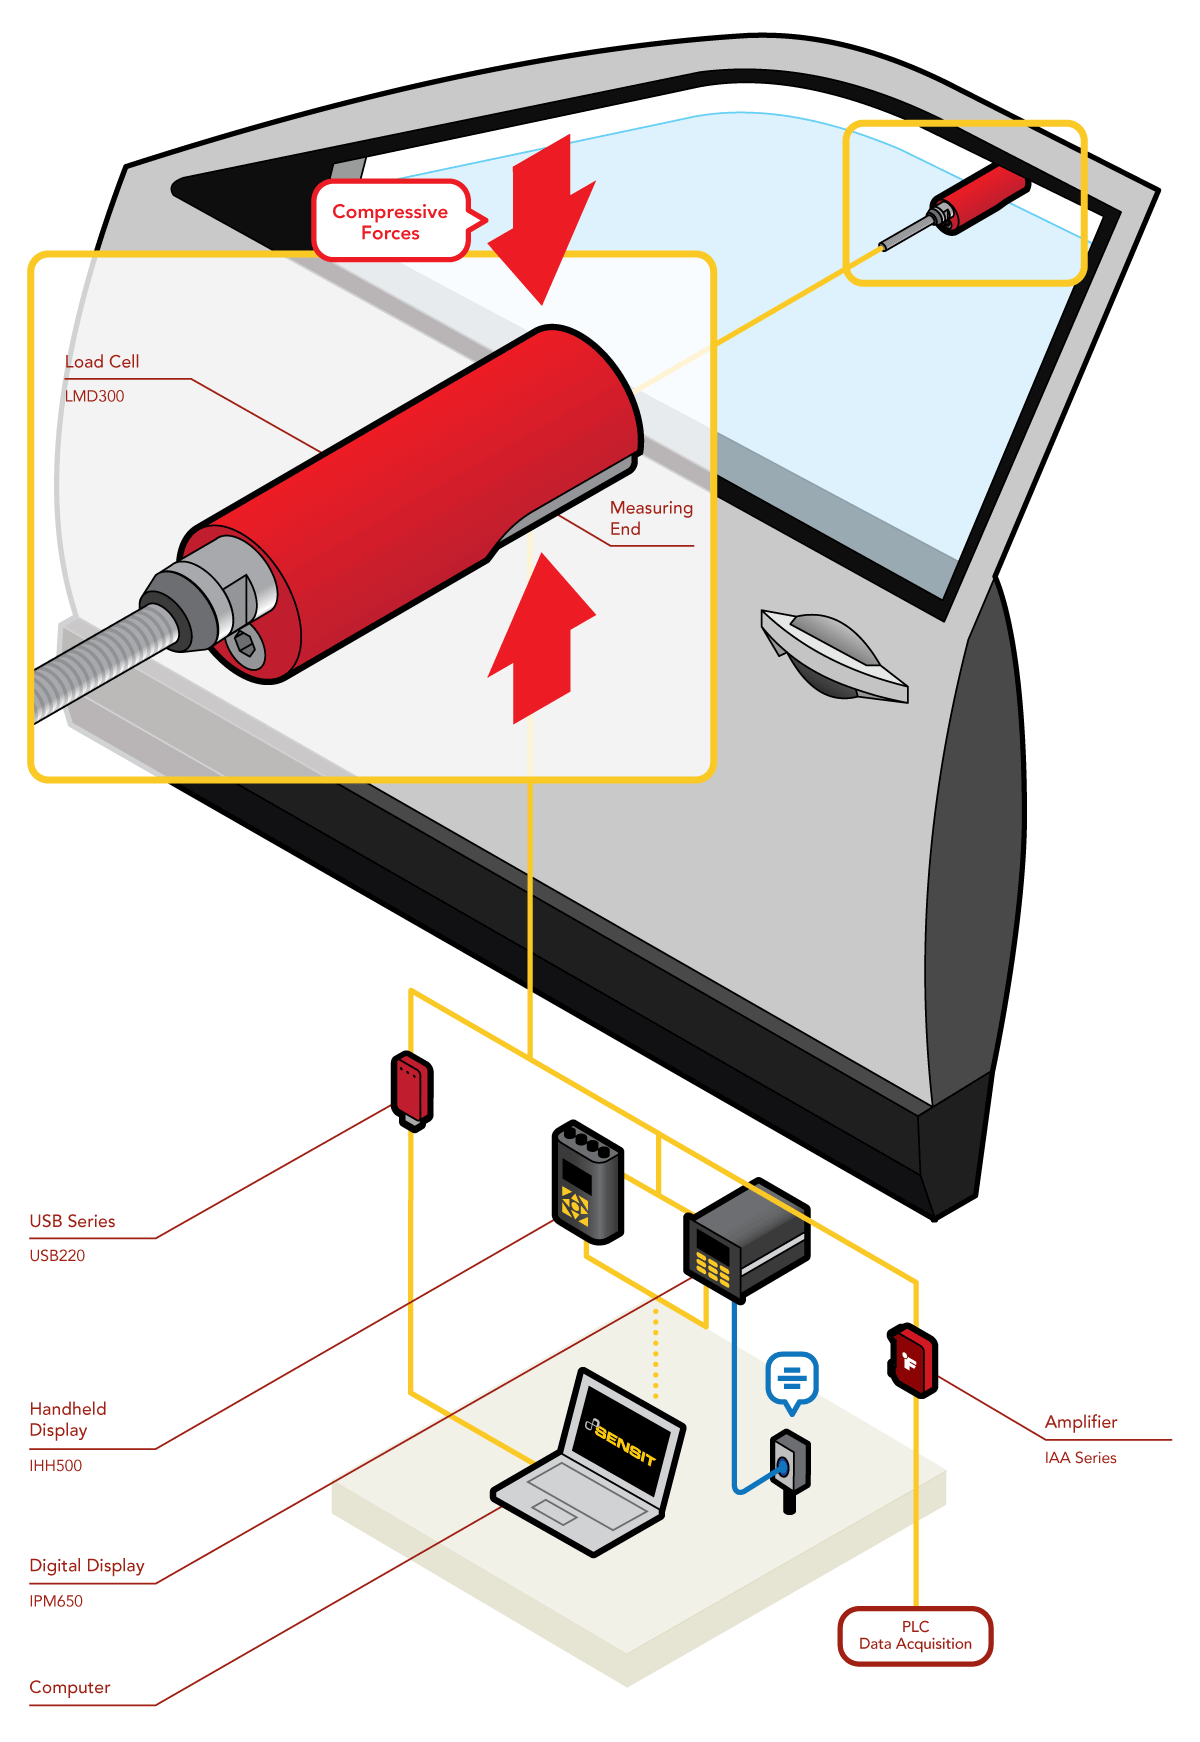 Compressive
Forces
Load Cell
LMD300
Measuring
End
USB Series
USB220
Handheld
Display
IHH500
Digital Display
IPM650
Computer
SENSIT
iF
Amplifier
IAA Series
PLC
Data Acquisition